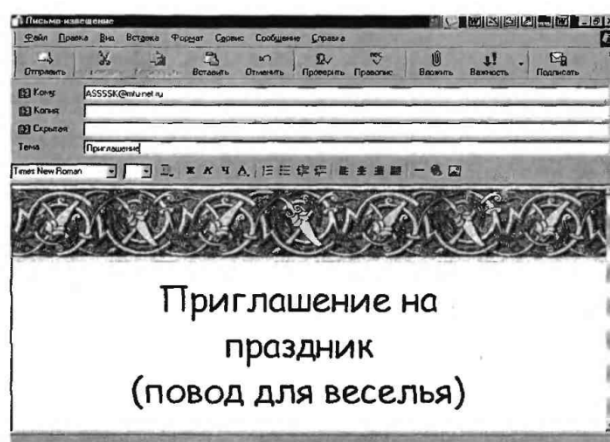 Письмо-извещение
Файл Правка Вид Вставка Формат Сервис Сообщение Справка
Отправить Вставить Отменить Проверить Правопис. Вложить Важность Подписать
Кому: ASSSSK@mtu-net.ru
Копия:
Скрытая:
Тема: Приглашение
Times New Roman
Ж К Ч А
Приглашение на
праздник
(повод для веселья)